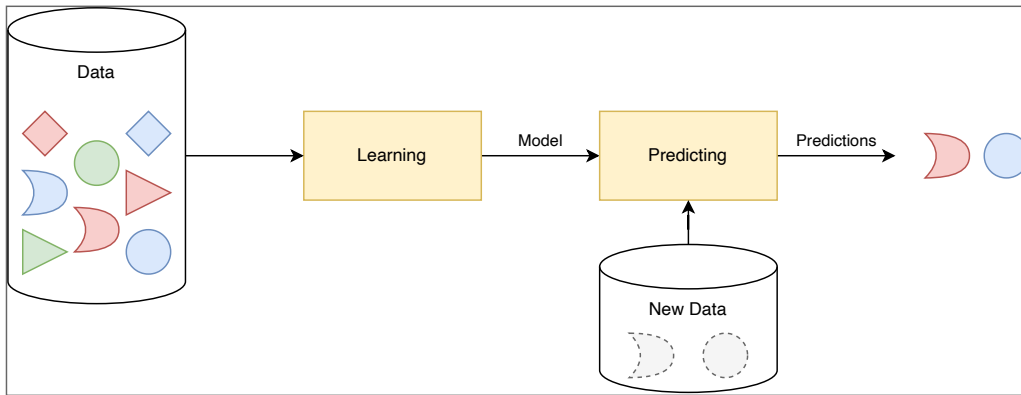 Data
Learning
Model
Predicting
Predictions
New Data